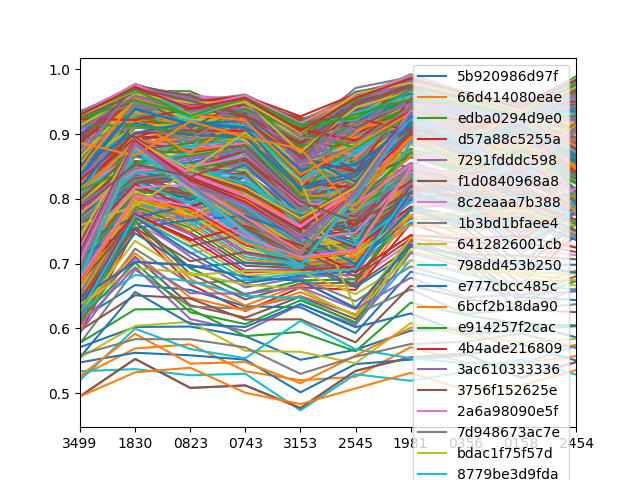 1.0
0.9
0.8
0.7
0.6
0.5
3499 1830 0823 0743 3153 2545 1981 0356 0158 2454
5b920986d97f
66d414080eae
edba0294d9e0
d57a88c5255a
7291fdddc598
f1d0840968a8
8c2eaaa7b388
1b3bd1bfaee4
6412826001cb
798dd453b250
e777cbcc485c
6bcf2b18da90
e914257f2cac
4b4ade216809
3ac610333336
3756f152625e
2a6a98090e5f
7d948673ac7e
bdac1f75f57d
8779be3d9fda